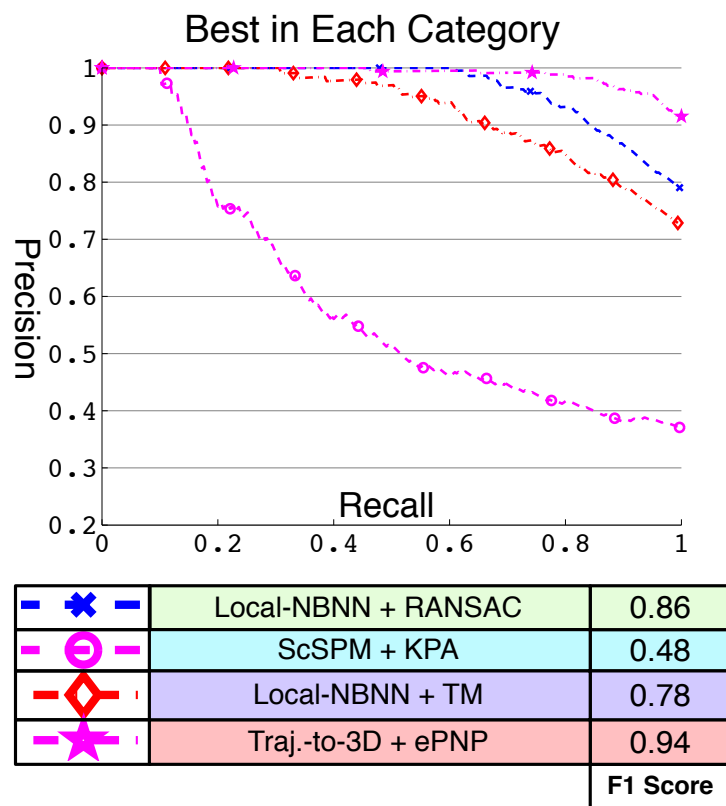 Best in Each Category
1
0.9
0.8
0.7
0.6
0.5
0.4
0.3
0.2
Precision
Recall
0 0.2 0.4 0.6 0.8 1
Local-NBNN + RANSAC 0.86
ScSPM + KPA 0.48
Local-NBNN + TM 0.78
Traj.-to-3D + ePNP 0.94
F1 Score